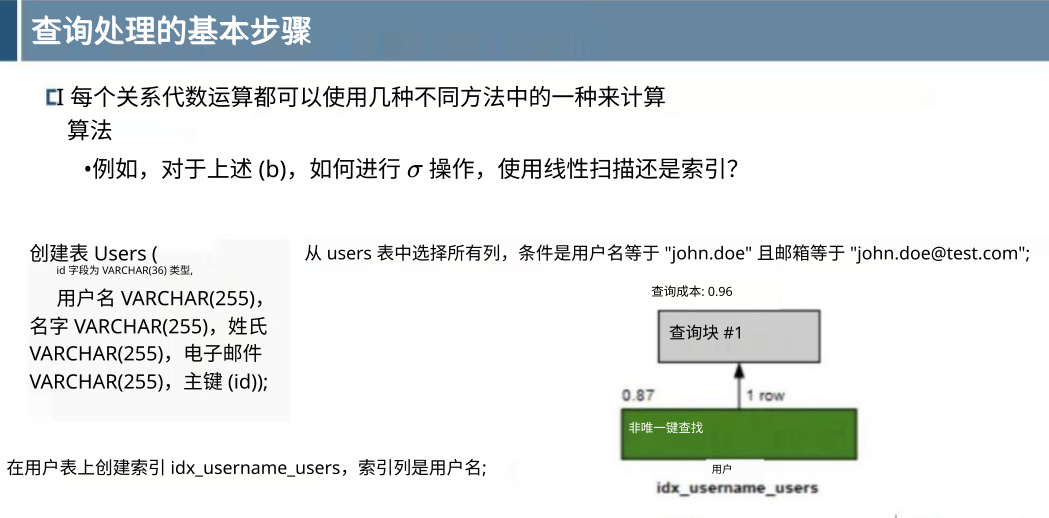 查询处理的基本步骤
I 每个关系代数运算都可以使用几种不同方法中的一种来计算
算法
•例如，对于上述 (b)，如何进行 σ 操作，使用线性扫描还是索引？
创建表 Users (
id 字段为 VARCHAR(36) 类型,
用户名 VARCHAR(255)，
名字 VARCHAR(255)，姓氏
VARCHAR(255)，电子邮件
VARCHAR(255)，主键 (id));
在用户表上创建索引 idx_username_users，索引列是用户名;
从 users 表中选择所有列，条件是用户名等于 "john.doe" 且邮箱等于 "john.doe@test.com";
查询成本: 0.96
查询块 #1
0.87
1 row
非唯一键查找
用户
idx_username_users